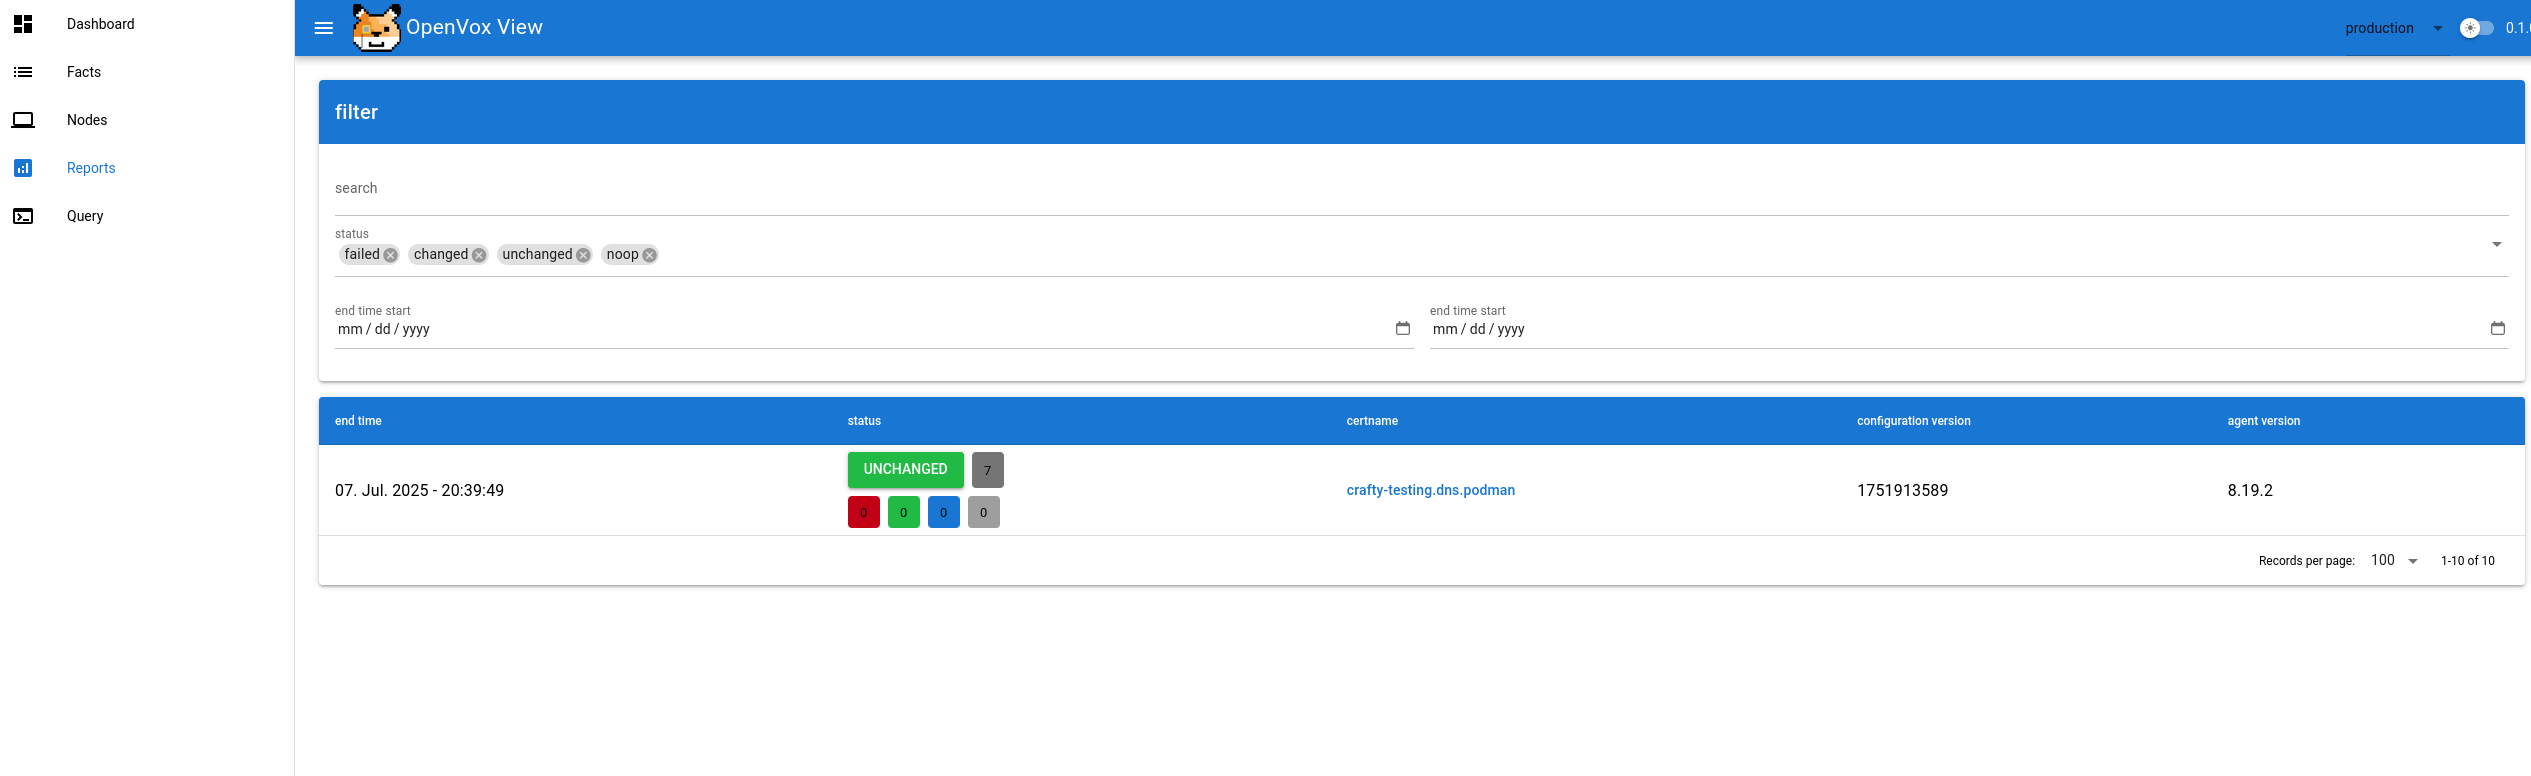 Dashboard
Facts
Nodes
Reports
Query
OpenVox View
production
0.1.
filter
search
status
failed changed unchanged noop
end time start end time start
mm / dd / yyyy mm / dd / yyyy
end time status certname configuration version agent version
UNCHANGED 7
07. Jul. 2025 - 20:39:49 crafty-testing.dns.podman 1751913589 8.19.2
0 0 0 0
Records per page: 100 1-10 of 10